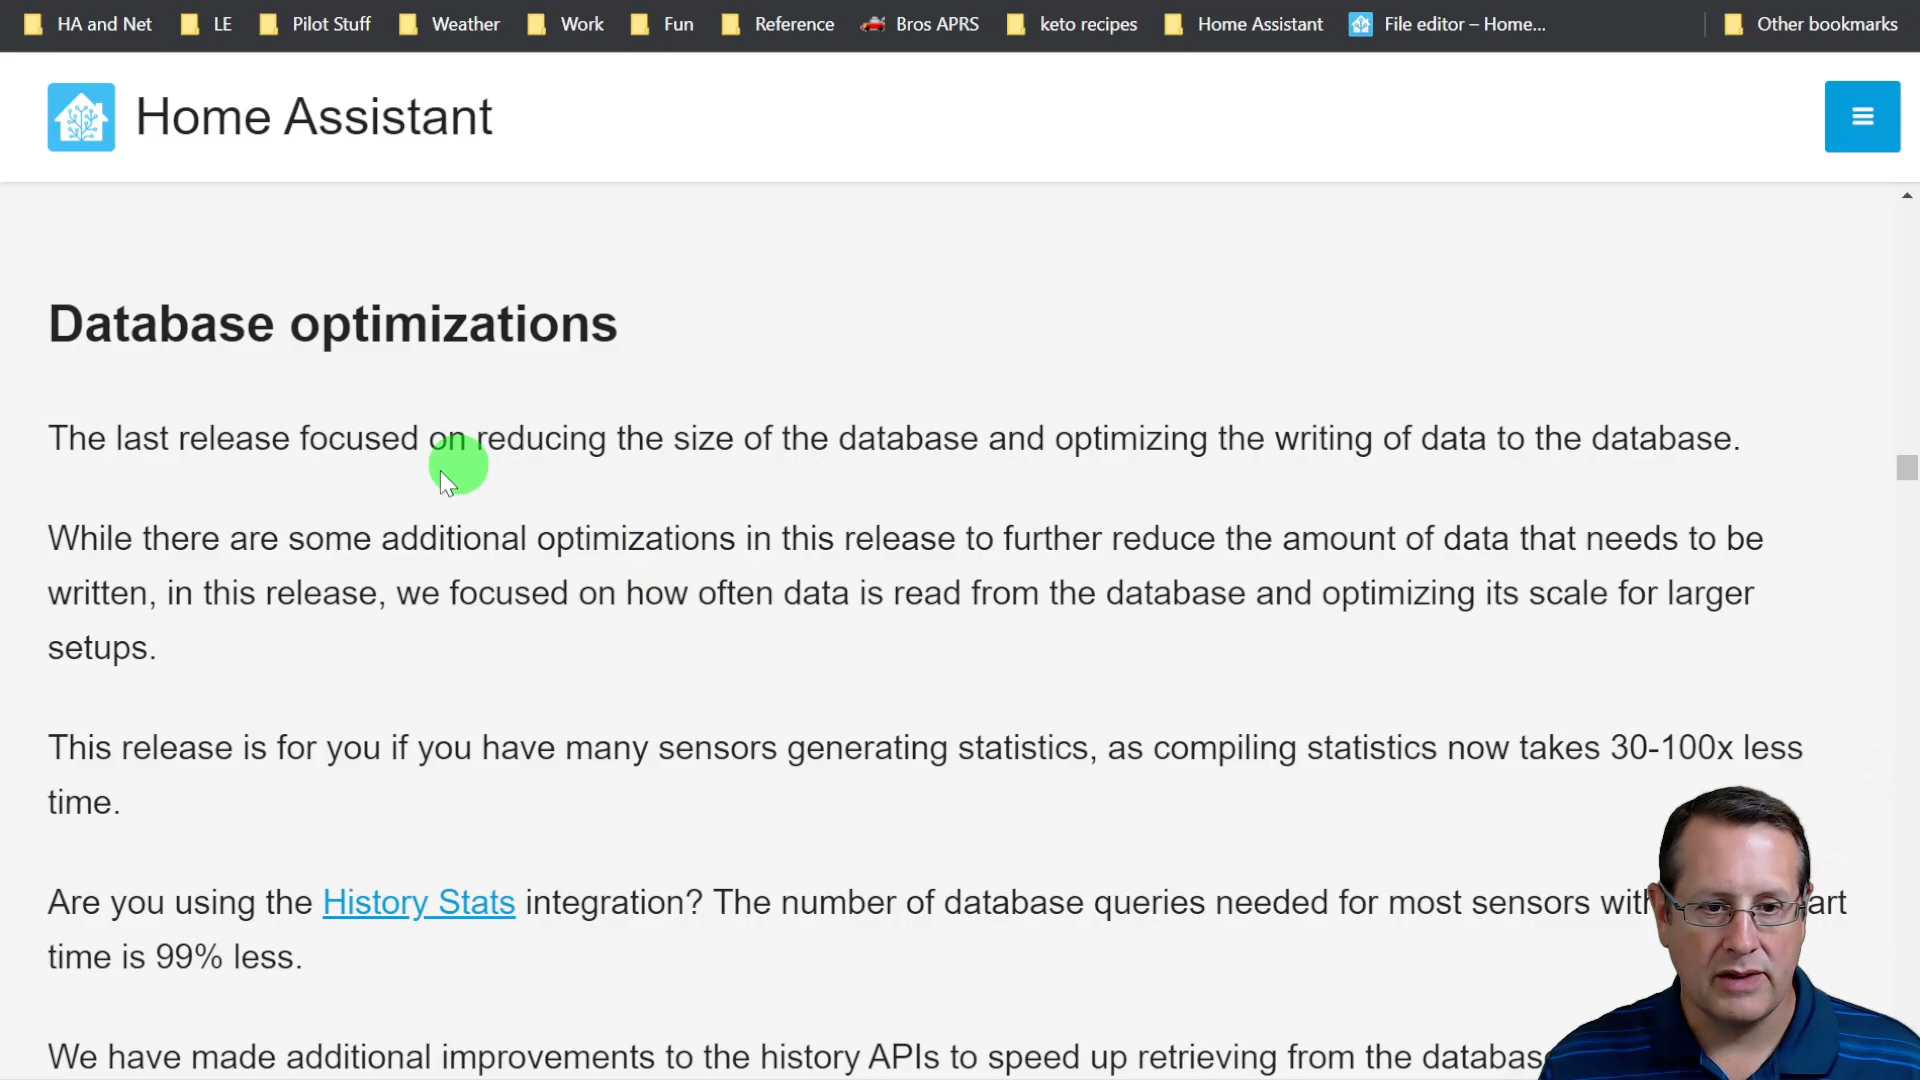 HA and Net LE Pilot Stuff Weather Work Fun Reference Bros APRS keto recipes Home Assistant File editor – Home... Other bookmarks
Home Assistant
Database optimizations
The last release focused on reducing the size of the database and optimizing the writing of data to the database.
While there are some additional optimizations in this release to further reduce the amount of data that needs to be
written, in this release, we focused on how often data is read from the database and optimizing its scale for larger
setups.
This release is for you if you have many sensors generating statistics, as compiling statistics now takes 30-100x less
time.
Are you using the History Stats integration? The number of database queries needed for most sensors art
time is 99% less.
We have made additional improvements to the history APIs to speed up retrieving from the